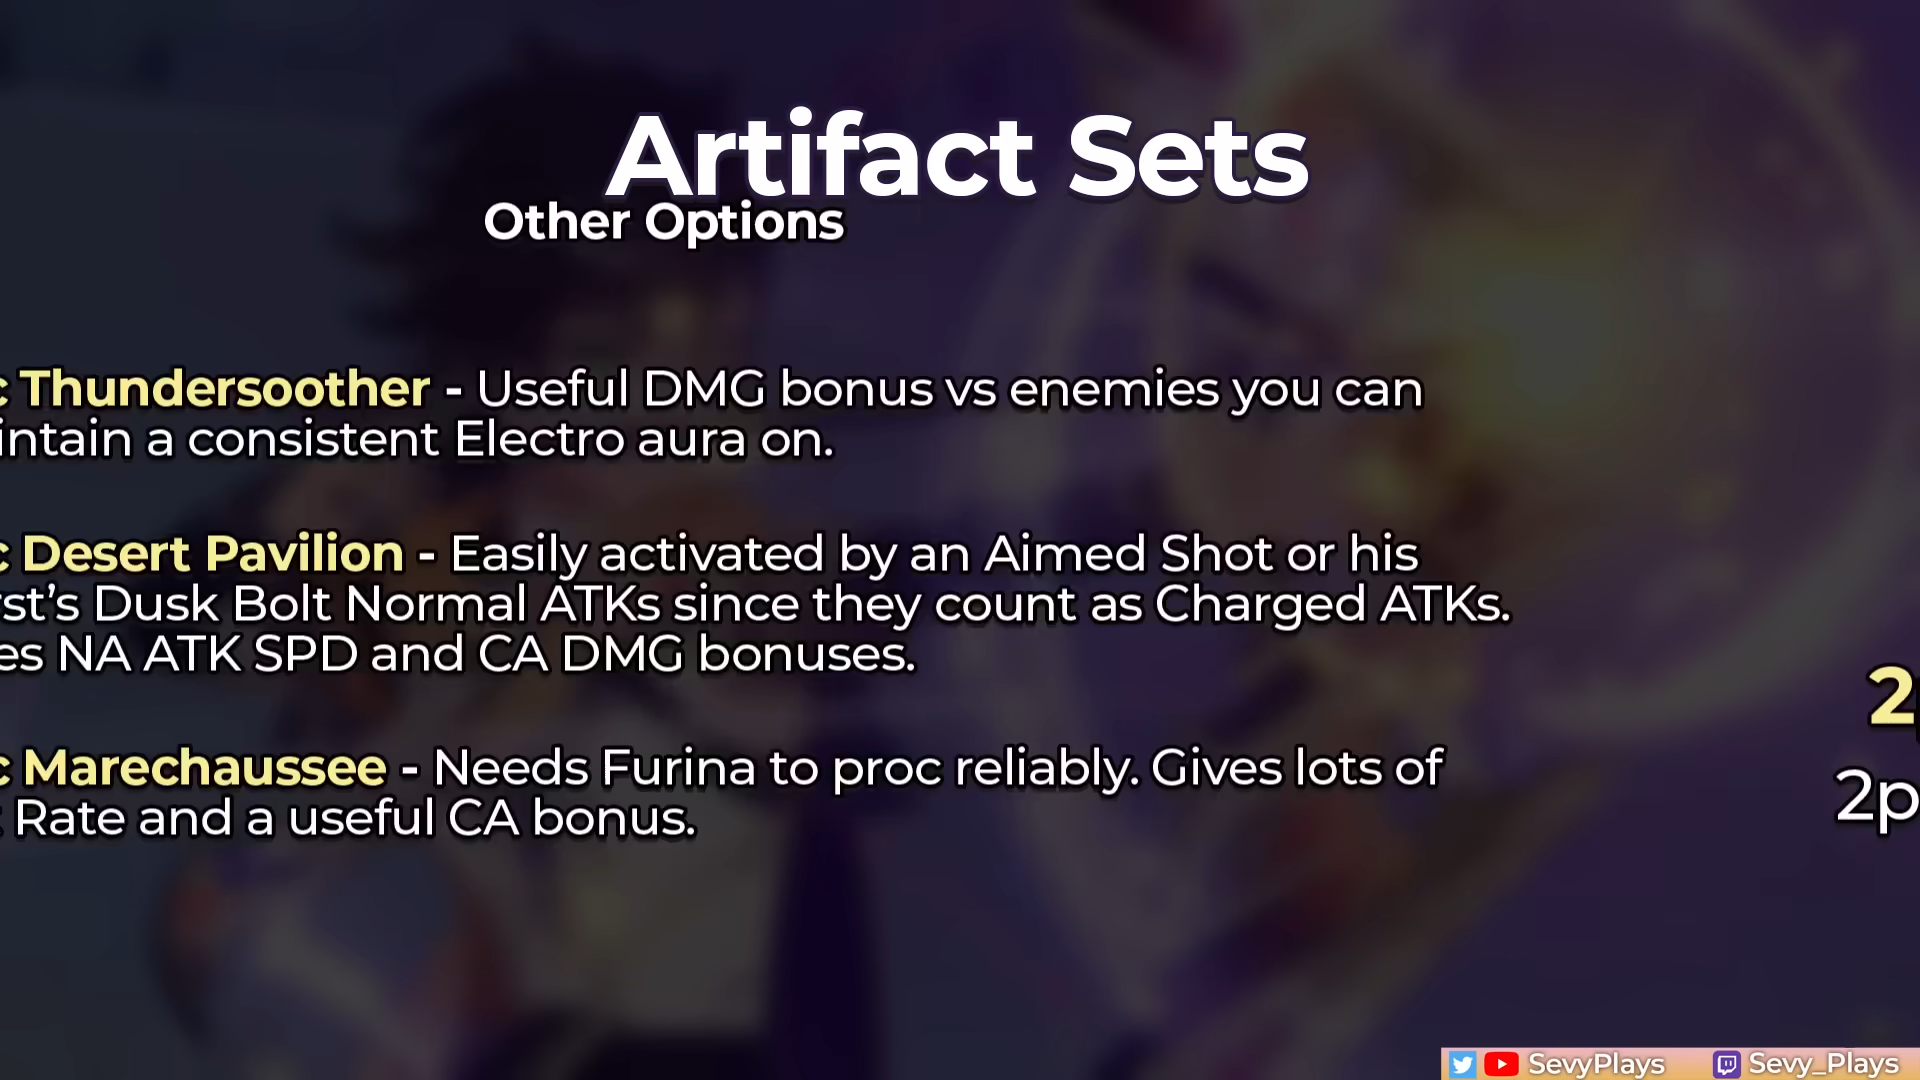 Artifact Sets
Other Options
c Thundersoother - Useful DMG bonus vs enemies you can
intain a consistent Electro aura on.
c Desert Pavilion - Easily activated by an Aimed Shot or his
rst's Dusk Bolt Normal ATKs since they count as Charged ATKs.
es NA ATK SPD and CA DMG bonuses.
2
c Marechaussee - Needs Furina to proc reliably. Gives lots of
2p
Rate and a useful CA bonus.
SevyPlays
Sevy_Plays